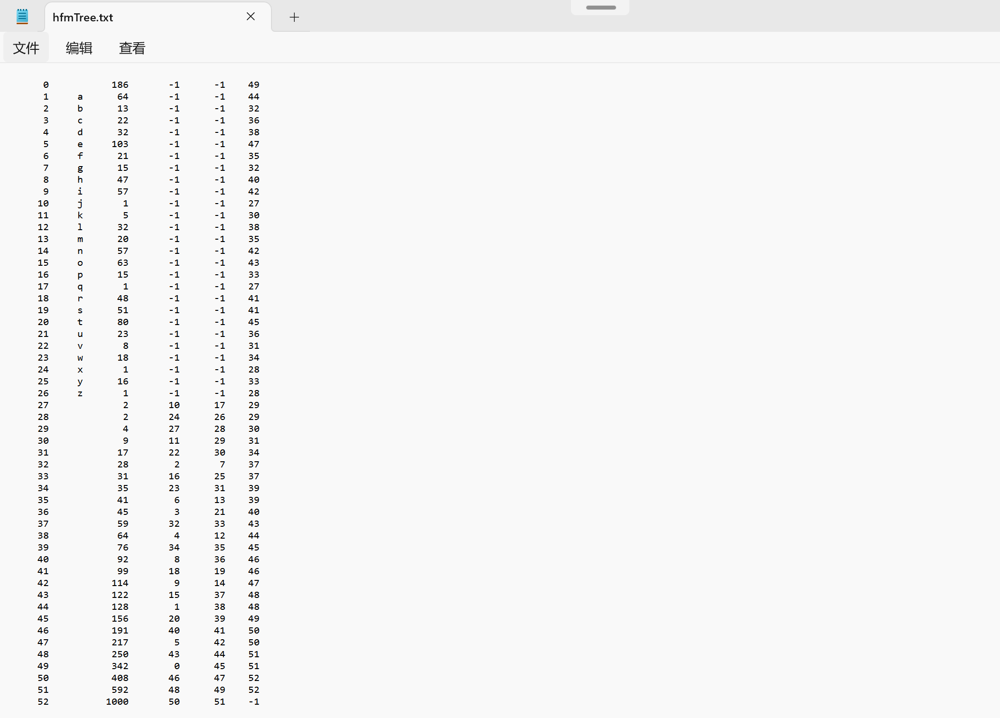 hfmTree.txt
文件 编辑 查看
0 186 -1 -1 49
1 a 64 -1 -1 44
2 b 13 -1 -1 32
3 c 22 -1 -1 36
4 d 32 -1 -1 38
5 e 103 -1 -1 47
6 f 21 -1 -1 35
7 g 15 -1 -1 32
8 h 47 -1 -1 40
9 i 57 -1 -1 42
10 j 1 -1 -1 27
11 k 5 -1 -1 30
12 l 32 -1 -1 38
13 m 20 -1 -1 35
14 n 57 -1 -1 42
15 o 63 -1 -1 43
16 p 15 -1 -1 33
17 q 1 -1 -1 27
18 r 48 -1 -1 41
19 s 51 -1 -1 41
20 t 80 -1 -1 45
21 u 23 -1 -1 36
22 v 8 -1 -1 31
23 w 18 -1 -1 34
24 x 1 -1 -1 28
25 y 16 -1 -1 33
26 z 1 -1 -1 28
27 2 10 17 29
28 2 24 26 29
29 4 27 28 30
30 9 11 29 31
31 17 22 30 34
32 28 2 7 37
33 31 16 25 37
34 35 23 31 39
35 41 6 13 39
36 45 3 21 40
37 59 32 33 43
38 64 4 12 44
39 76 34 35 45
40 92 8 36 46
41 99 18 19 46
42 114 9 14 47
43 122 15 37 48
44 128 1 38 48
45 156 20 39 49
46 191 40 41 50
47 217 5 42 50
48 250 43 44 51
49 342 0 45 51
50 408 46 47 52
51 592 48 49 52
52 1000 50 51 -1